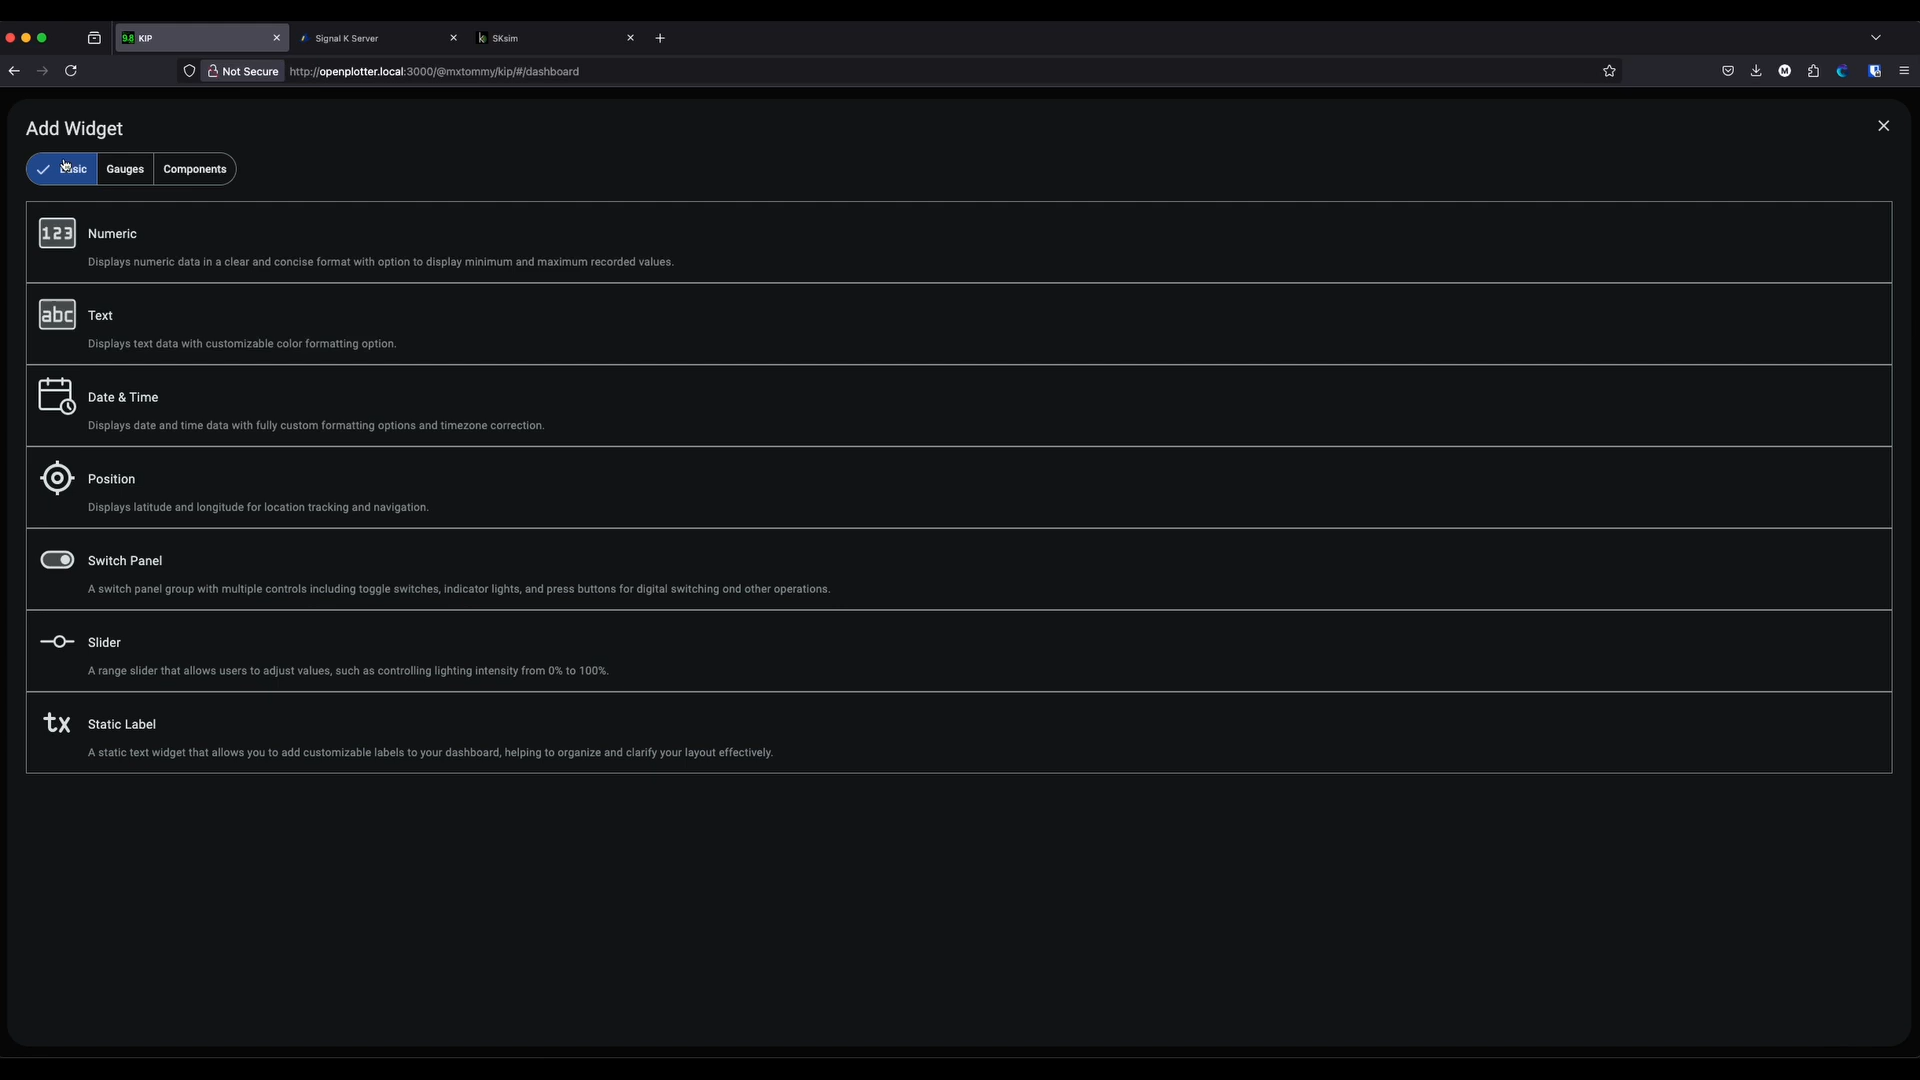 98 KIP
Signal K Server
SKsim
Not Secure
http://openplotter.local:3000/@mxtommy/kip/#/dashboard
M
Add Widget
Gauges
Components
123
Numeric
Displays numeric data in a clear and concise format with option to display minimum and maximum recorded values.
abc
Text
Displays text data with customizable color formatting option.
Date & Time
Displays date and time data with fully custom formatting options and timezone correction.
Position
Displays latitude and longitude for location tracking and navigation.
Switch Panel
A switch panel group with multiple controls including toggle switches, indicator lights, and press buttons for digital switching ond other operations.
Slider
A range slider that allows users to adjust values, such as controlling lighting intensity from 0% to 100%.
tx
Static Label
A static text widget that allows you to add customizable labels to your dashboard, helping to organize and clarify your layout effectively.